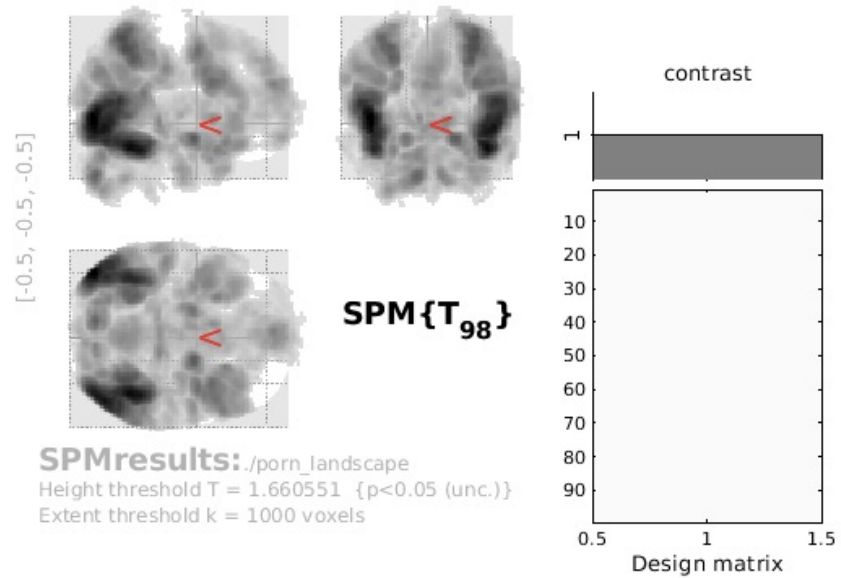 contrast
1
[-0.5, -0.5, -0.5]
<
<
<
SPM{T98}
10
20
30
40
50
60
70
80
90
0.5 1 1.5
Design matrix
SPMresults: ./porn_landscape
Height threshold T = 1.660551 {p<0.05 (unc.)}
Extent threshold k = 1000 voxels